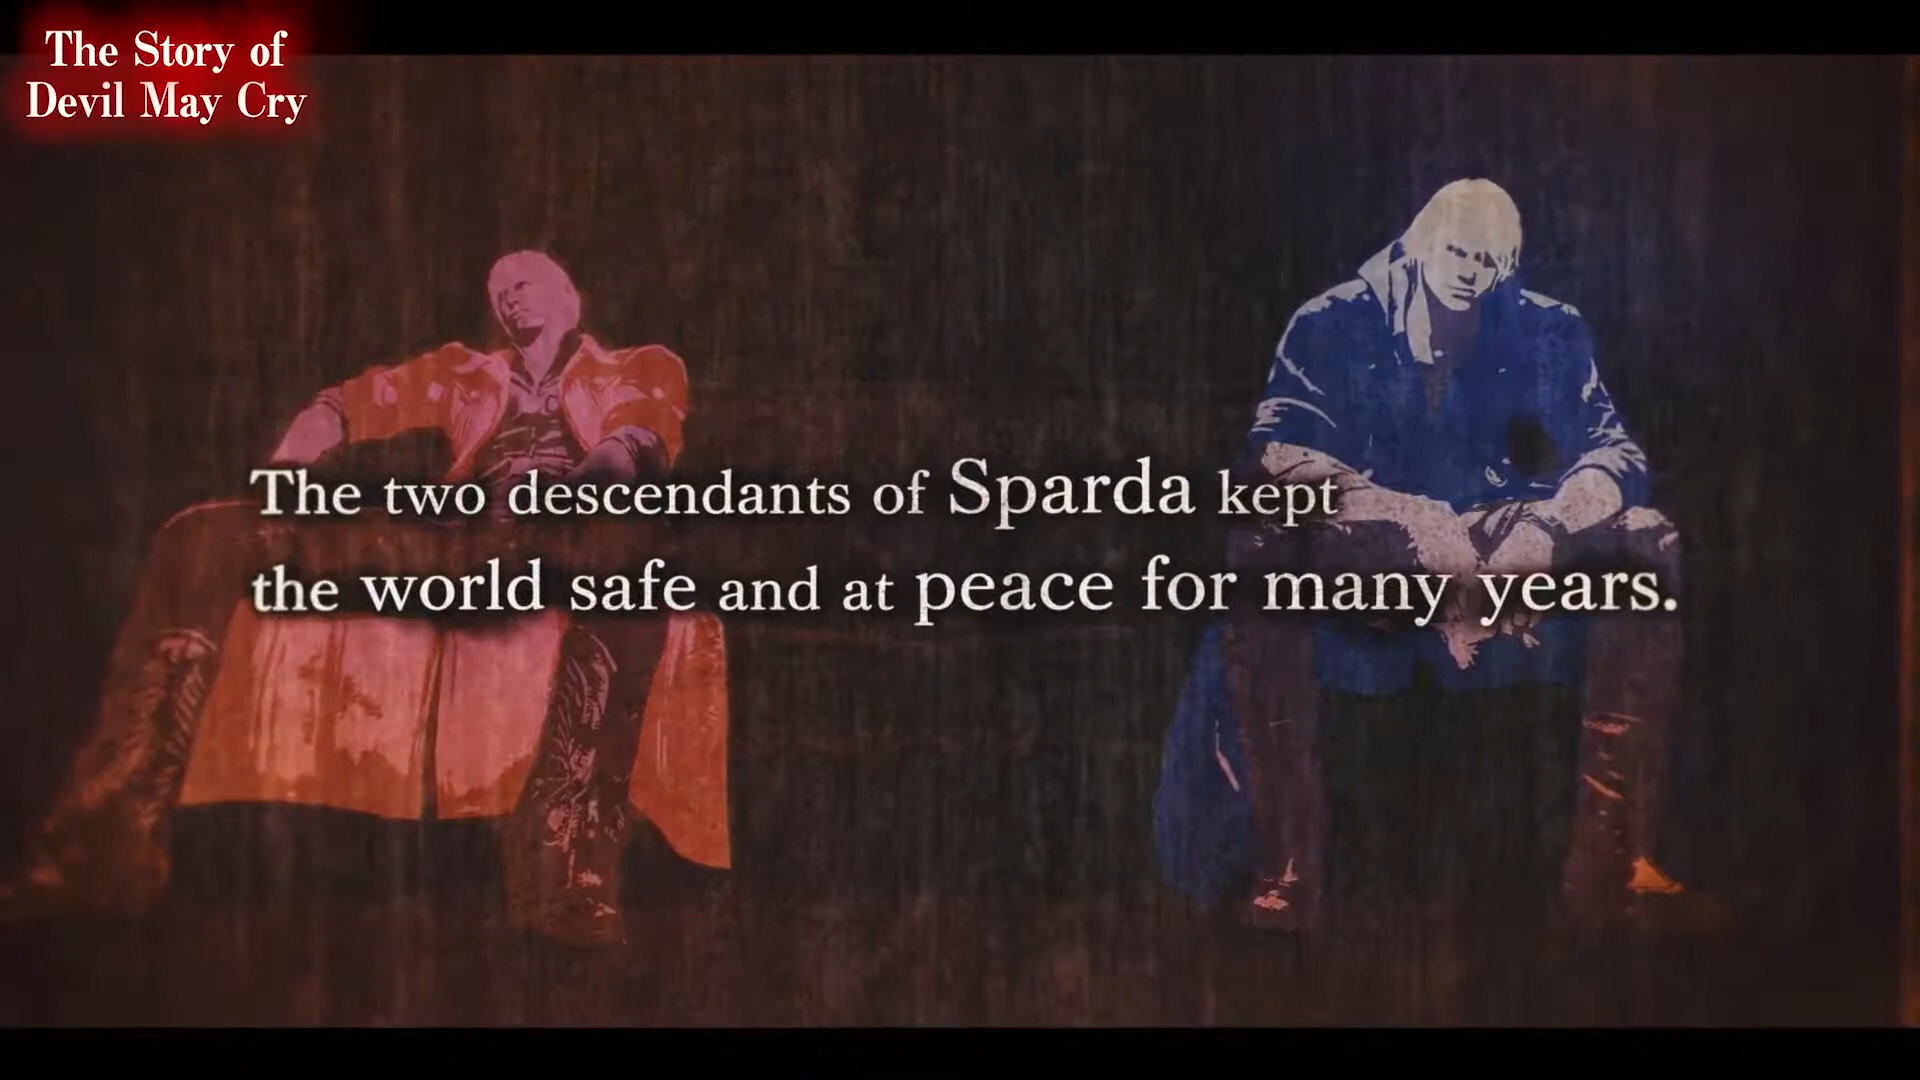 The Story of
Devil May Cry
The two descendants of Sparda kept
the world safe and at peace for many years.